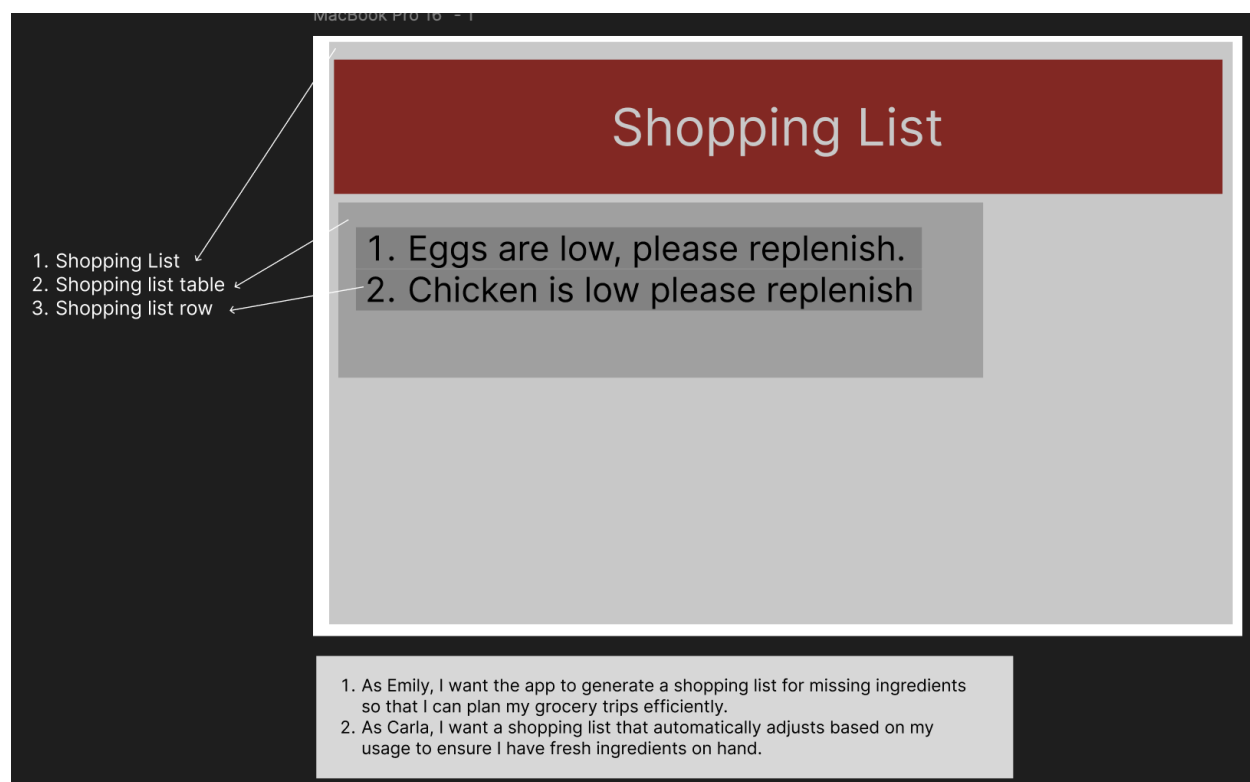 MacBook Pro 16" - 1
Shopping List
1. Eggs are low, please replenish.
2. Chicken is low please replenish
1. Shopping List
2. Shopping list table
3. Shopping list row
1. As Emily, I want the app to generate a shopping list for missing ingredients
so that I can plan my grocery trips efficiently.
2. As Carla, I want a shopping list that automatically adjusts based on my
usage to ensure I have fresh ingredients on hand.